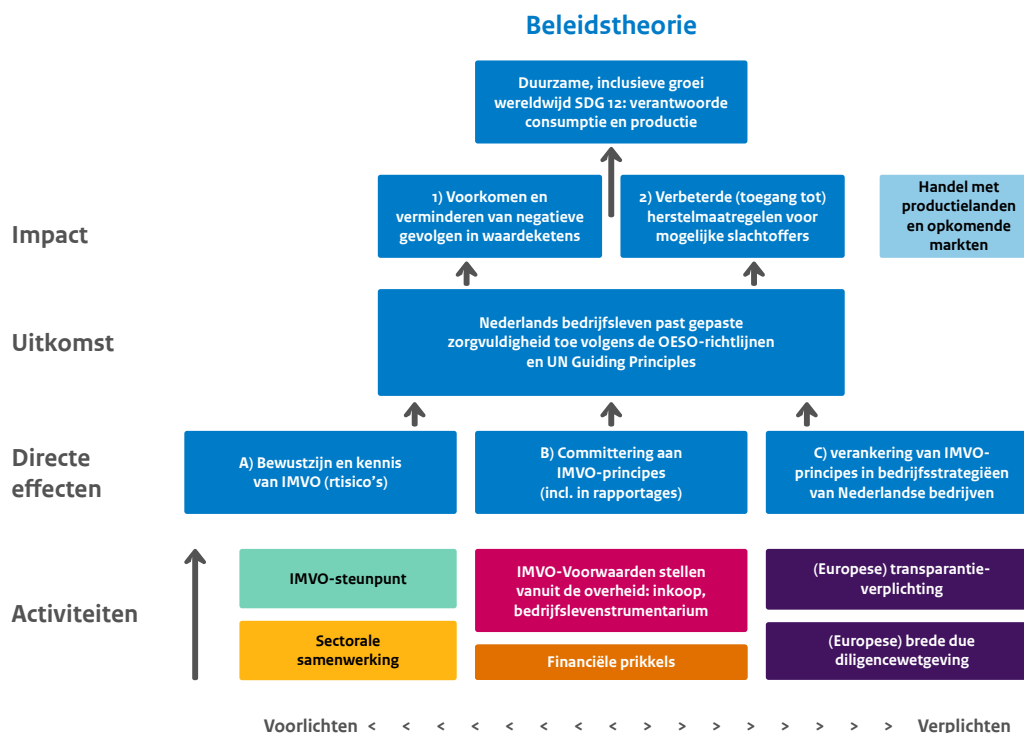 Beleidstheorie
Duurzame, inclusieve groei
wereldwijd SDG 12: verantwoorde
consumptie en productie
Impact
1) Voorkomen en
verminderen van negatieve
gevolgen in waardeketens
2) Verbeterde (toegang tot)
herstelmaatregelen voor
mogelijke slachtoffers
Handel met
productielanden
en opkomende
markten
Uitkomst
Nederlands bedrijfsleven past gepaste
zorgvuldigheid toe volgens de OESO-richtlijnen
en UN Guiding Principles
Directe
effecten
A) Bewustzijn en kennis
van IMVO (rtisico's)
B) Committering aan
IMVO-principes
(incl. in rapportages)
C) verankering van IMVO-
principes in bedrijfsstrategiëen
van Nederlandse bedrijven
Activiteiten
IMVO-steunpunt
Sectorale
samenwerking
IMVO-Voorwaarden stellen
vanuit de overheid: inkoop,
bedrijfslevenstrumentarium
Financiële prikkels
(Europese) transparantie-
verplichting
(Europese) brede due
diligencewetgeving
Voorlichten < < < < < < < < < > > > > > > > > Verplichten